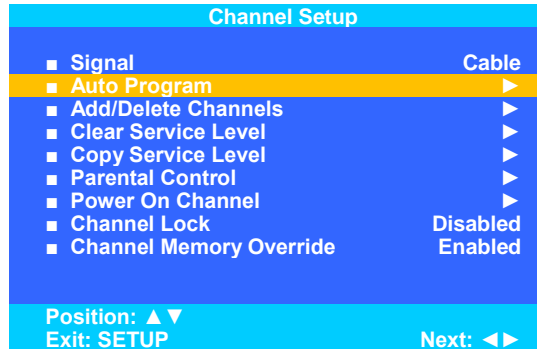 Channel Setup
■ Signal Cable
■ Auto Program ►
■ Add/Delete Channels ►
■ Clear Service Level ►
■ Copy Service Level ►
■ Parental Control ►
■ Power On Channel ►
■ Channel Lock Disabled
■ Channel Memory Override Enabled
Position: ▲▼
Exit: SETUP Next: ◄►